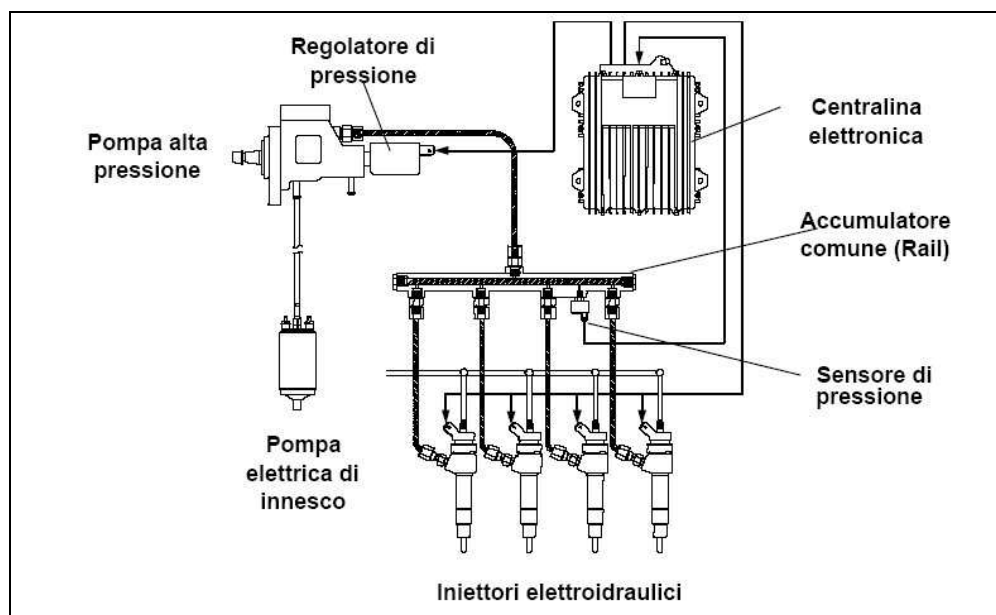 Regolatore di
pressione
Pompa alta
pressione
Centralina
elettronica
Accumulatore
comune (Rail)
Sensore di
pressione
Pompa
elettrica di
innesco
Iniettori elettroidraulici